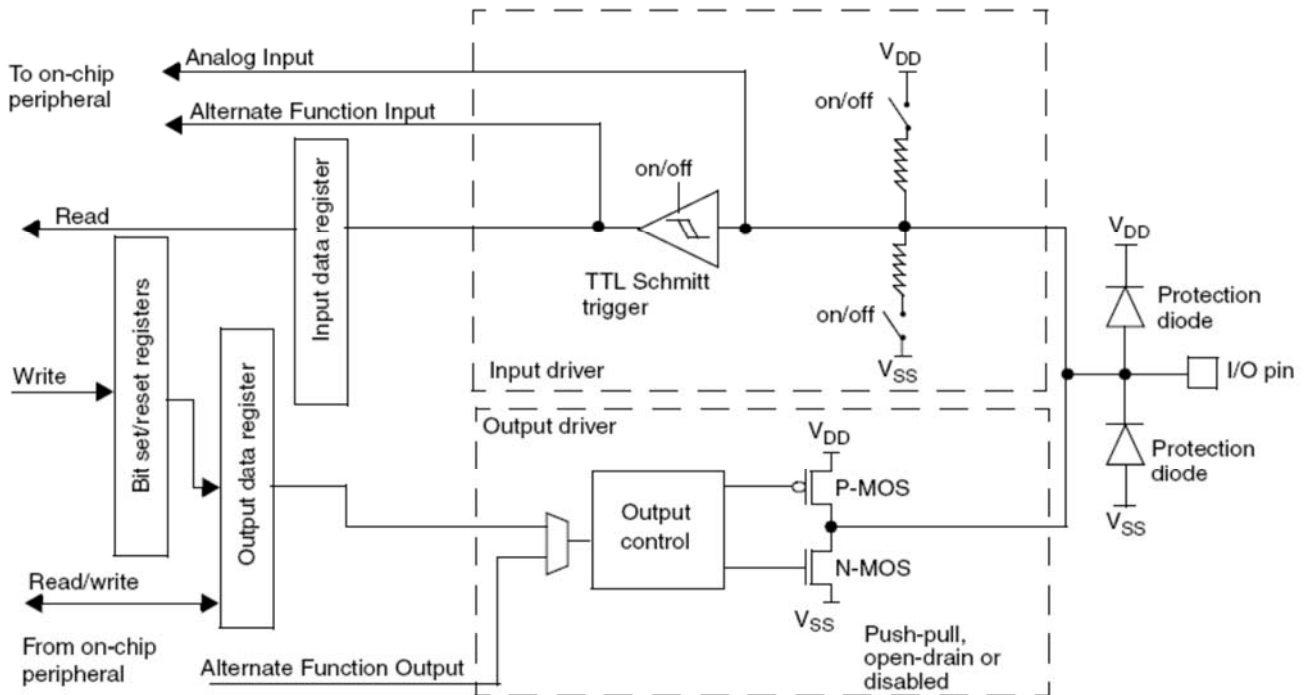 To on-chip
peripheral
Analog Input
Alternate Function Input
Read
Write
Read/write
From on-chip
peripheral
Alternate Function Output
Bit set/reset registers
Input data register
Output data register
on/off
TTL Schmitt
trigger
VDD
on/off
on/off
VSS
Input driver
Output driver
Output
control
VDD
P-MOS
N-MOS
VSS
Push-pull,
open-drain or
disabled
VDD
Protection
diode
I/O pin
Protection
diode
VSS